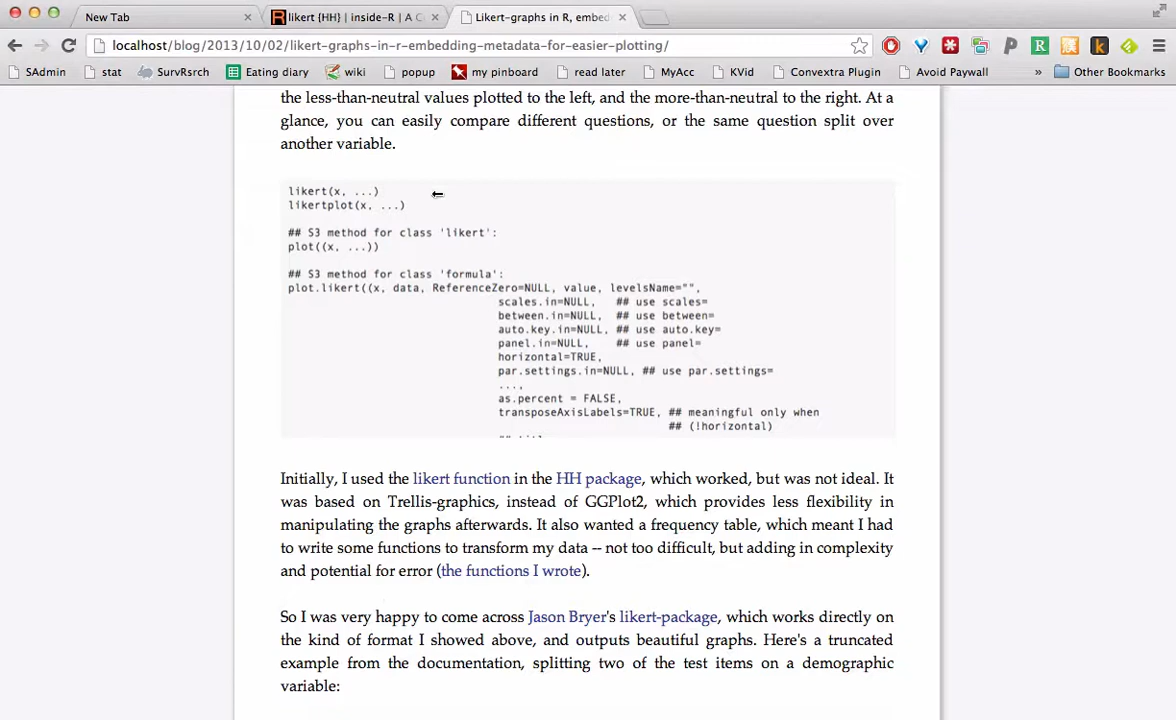 New Tab
likert {HH} | inside-R | A C
Likert-graphs in R, embed
localhost/blog/2013/10/02/likert-graphs-in-r-embedding-metadata-for-easier-plotting/
SAdmin
stat
SurvRsrch
Eating diary
wiki
popup
my pinboard
read later
MyAcc
KVid
Convextra Plugin
Avoid Paywall
»
Other Bookmarks
the less-than-neutral values plotted to the left, and the more-than-neutral to the right. At a
glance, you can easily compare different questions, or the same question split over
another variable.
likert(x, ...)
likertplot(x, ...)
## S3 method for class 'likert':
plot((x, ...))
## S3 method for class 'formula':
plot.likert((x, data, ReferenceZero=NULL, value, levelsName="",
scales.in=NULL, ## use scales=
between.in=NULL, ## use between=
auto.key.in=NULL, ## use auto.key=
panel.in=NULL, ## use panel=
horizontal=TRUE,
par.settings.in=NULL, ## use par.settings=
...,
as.percent = FALSE,
transposeAxisLabels=TRUE, ## meaningful only when
## (!horizontal)
Initially, I used the likert function in the HH package, which worked, but was not ideal. It
was based on Trellis-graphics, instead of GGPlot2, which provides less flexibility in
manipulating the graphs afterwards. It also wanted a frequency table, which meant I had
to write some functions to transform my data -- not too difficult, but adding in complexity
and potential for error (the functions I wrote).
So I was very happy to come across Jason Bryer's likert-package, which works directly on
the kind of format I showed above, and outputs beautiful graphs. Here's a truncated
example from the documentation, splitting two of the test items on a demographic
variable: